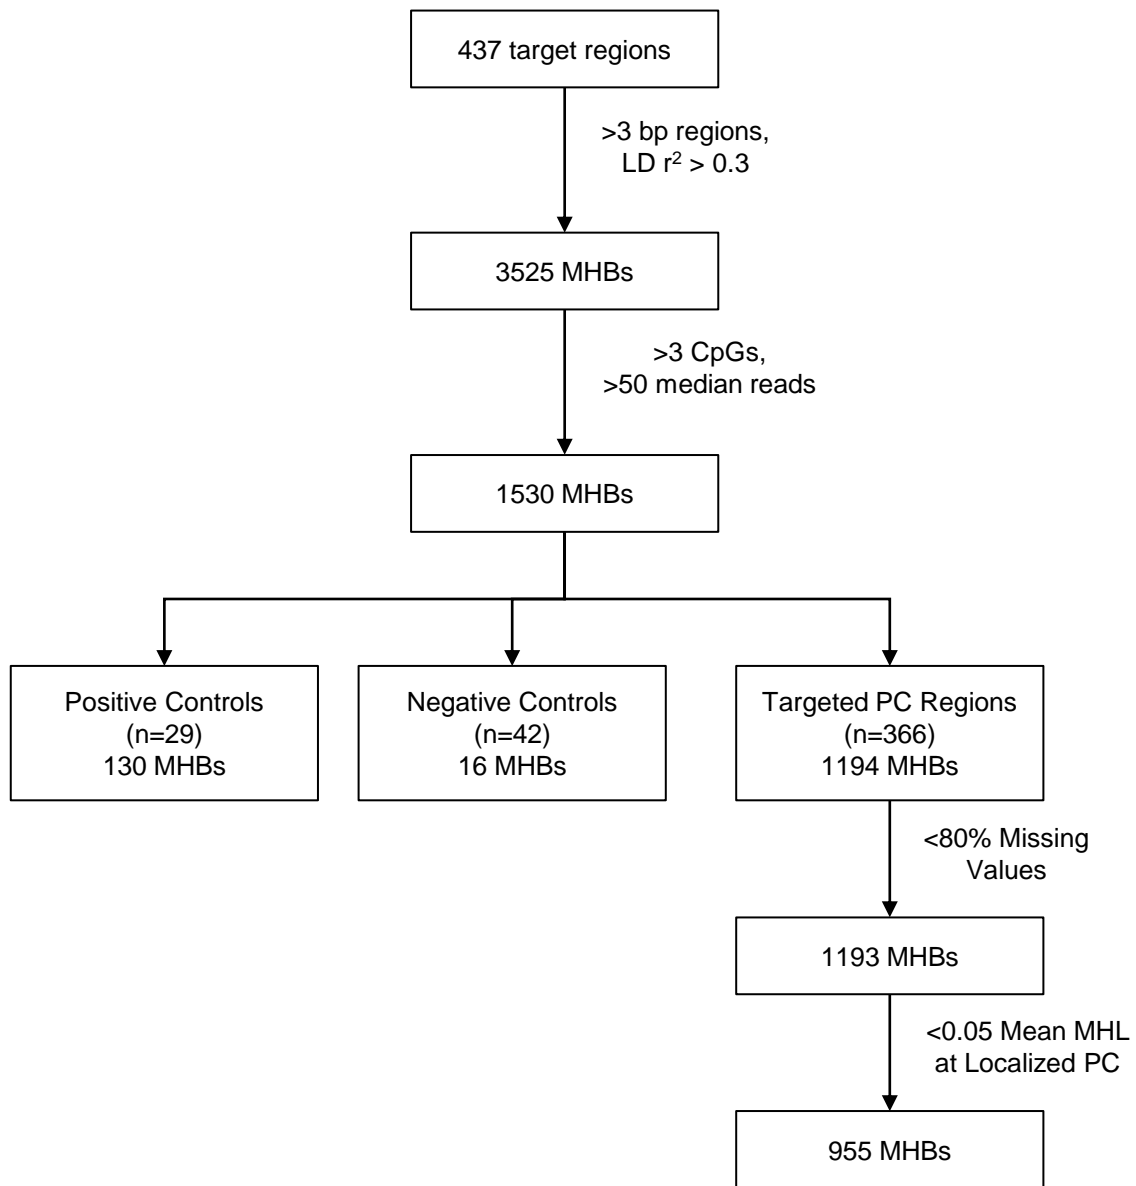 437 target regions
>3 bp regions,
LD r² > 0.3
3525 MHBs
>3 CpGs,
>50 median reads
1530 MHBs
Positive Controls
(n=29)
130 MHBs
Negative Controls
(n=42)
16 MHBs
Targeted PC Regions
(n=366)
1194 MHBs
<80% Missing
Values
1193 MHBs
<0.05 Mean MHL
at Localized PC
955 MHBs